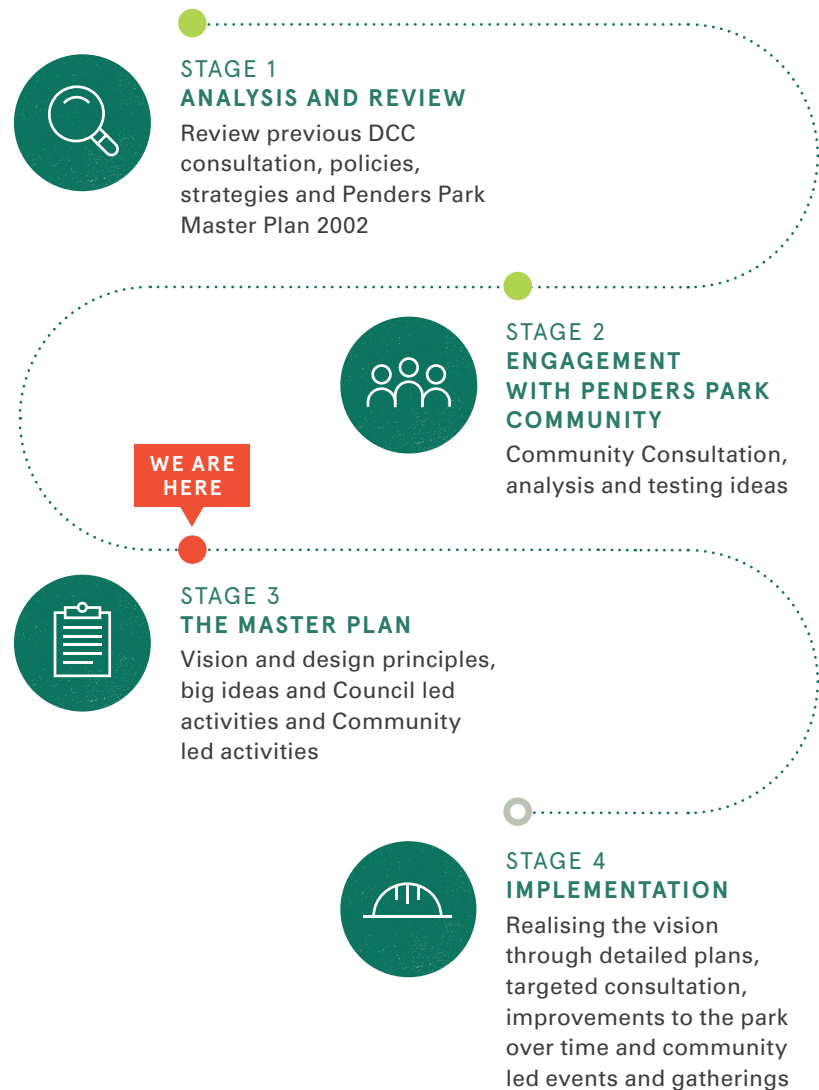 STAGE 1
ANALYSIS AND REVIEW
Review previous DCC
consultation, policies,
strategies and Penders Park
Master Plan 2002
STAGE 2
ENGAGEMENT
WITH PENDERS PARK
COMMUNITY
Community Consultation,
analysis and testing ideas
WE ARE
HERE
STAGE 3
THE MASTER PLAN
Vision and design principles,
big ideas and Council led
activities and Community
led activities
STAGE 4
IMPLEMENTATION
Realising the vision
through detailed plans,
targeted consultation,
improvements to the park
over time and community
led events and gatherings